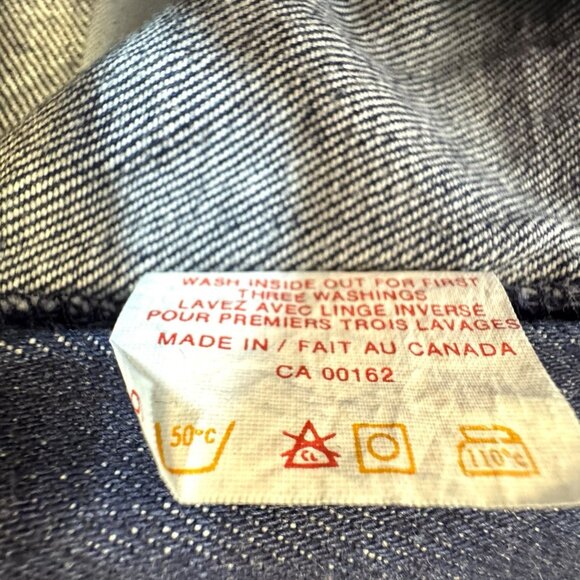 WASH INSIDE OUT FOR FIRST
THREE WASHINGS
LAVEZ AVEC LINGE INVERSÉ
POUR PREMIERS TROIS LAVAGES
MADE IN / FAIT AU CANADA
CA 00162
50°C CL 110°C